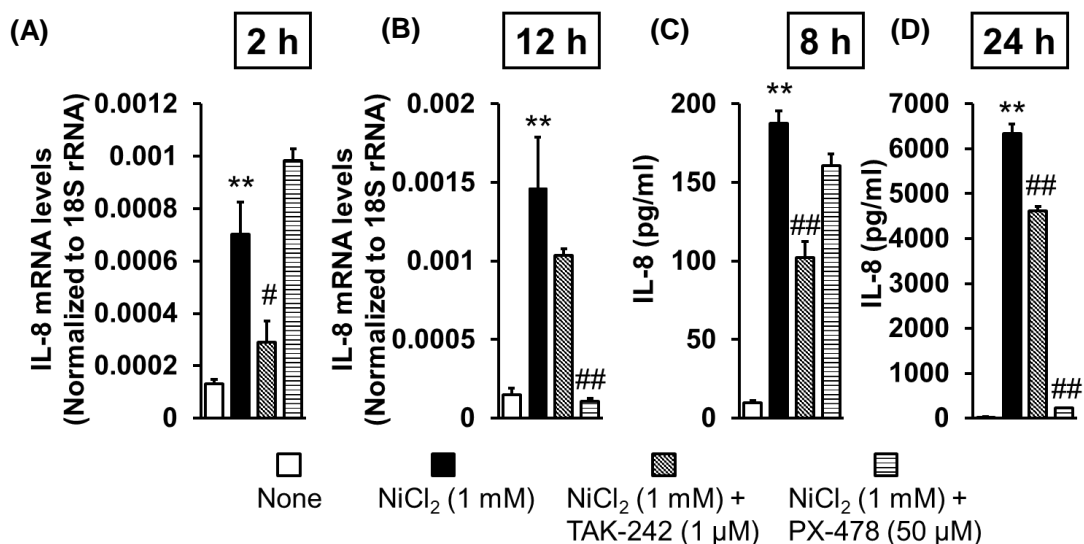 (A)
2 h
IL-8 mRNA levels
(Normalized to 18S rRNA)
0.0012
0.001
0.0008
0.0006
0.0004
0.0002
0
**
#
(B)
12 h
IL-8 mRNA levels
(Normalized to 18S rRNA)
0.002
0.0015
0.001
0.0005
0
**
##
(C)
8 h
IL-8 (pg/ml)
200
150
100
50
0
**
##
(D)
24 h
IL-8 (pg/ml)
7000
6000
5000
4000
3000
2000
1000
0
**
##
##
None
NiCl₂ (1 mM)
NiCl₂ (1 mM) +
TAK-242 (1 µM)
NiCl₂ (1 mM) +
PX-478 (50 µM)